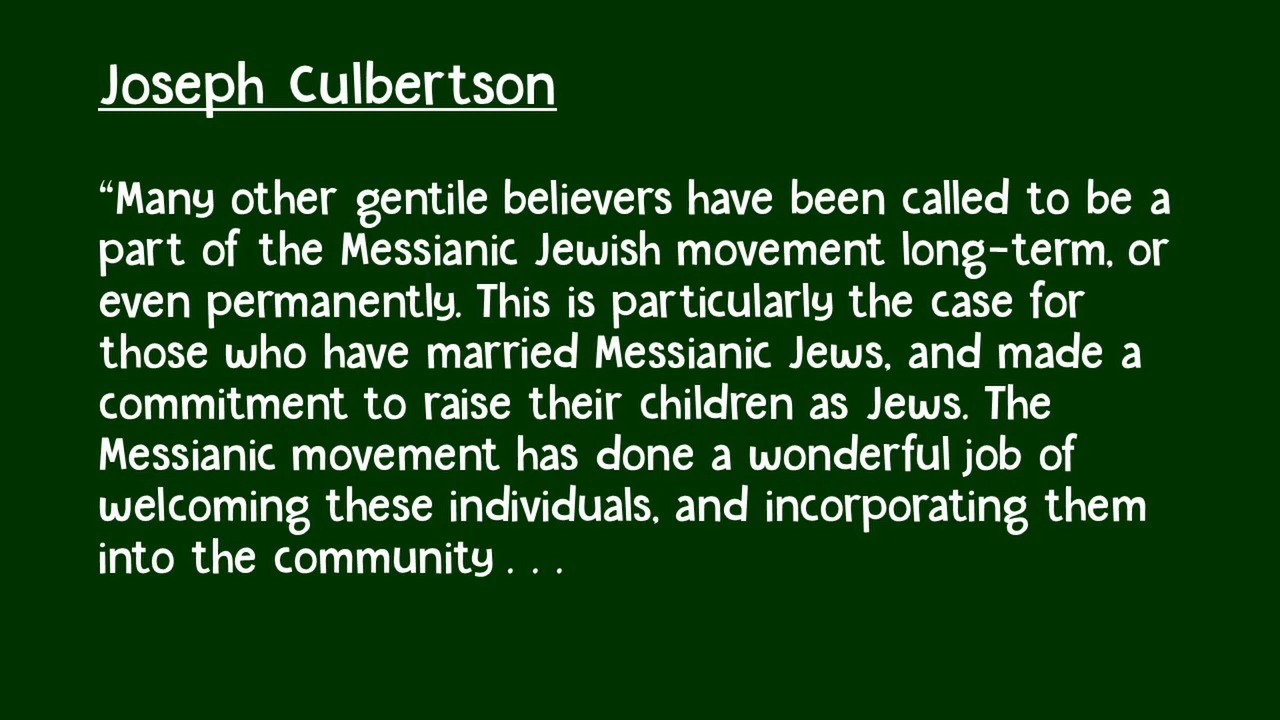 Joseph Culbertson
“Many other gentile believers have been called to be a
part of the Messianic Jewish movement long-term, or
even permanently. This is particularly the case for
those who have married Messianic Jews, and made a
commitment to raise their children as Jews. The
Messianic movement has done a wonderful job of
welcoming these individuals, and incorporating them
into the community . . .